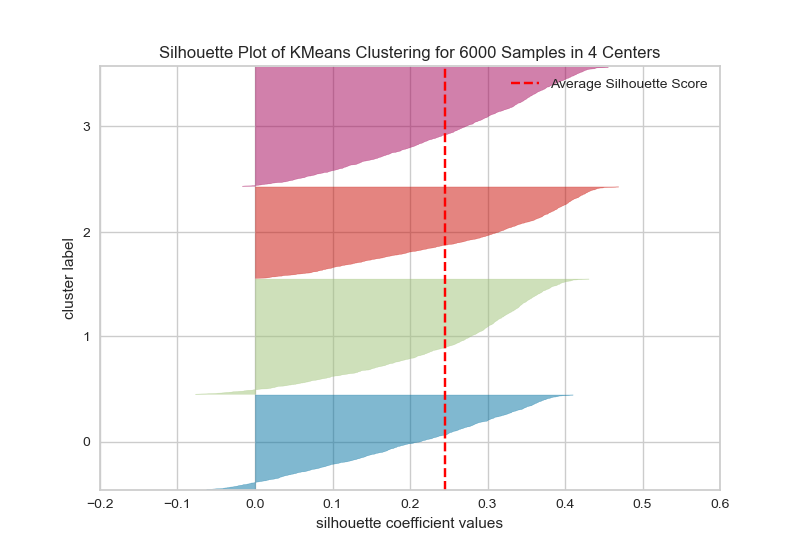 Silhouette Plot of KMeans Clustering for 6000 Samples in 4 Centers
Average Silhouette Score
3
2
1
0
cluster label
−0.2 −0.1 0.0 0.1 0.2 0.3 0.4 0.5 0.6
silhouette coefficient values